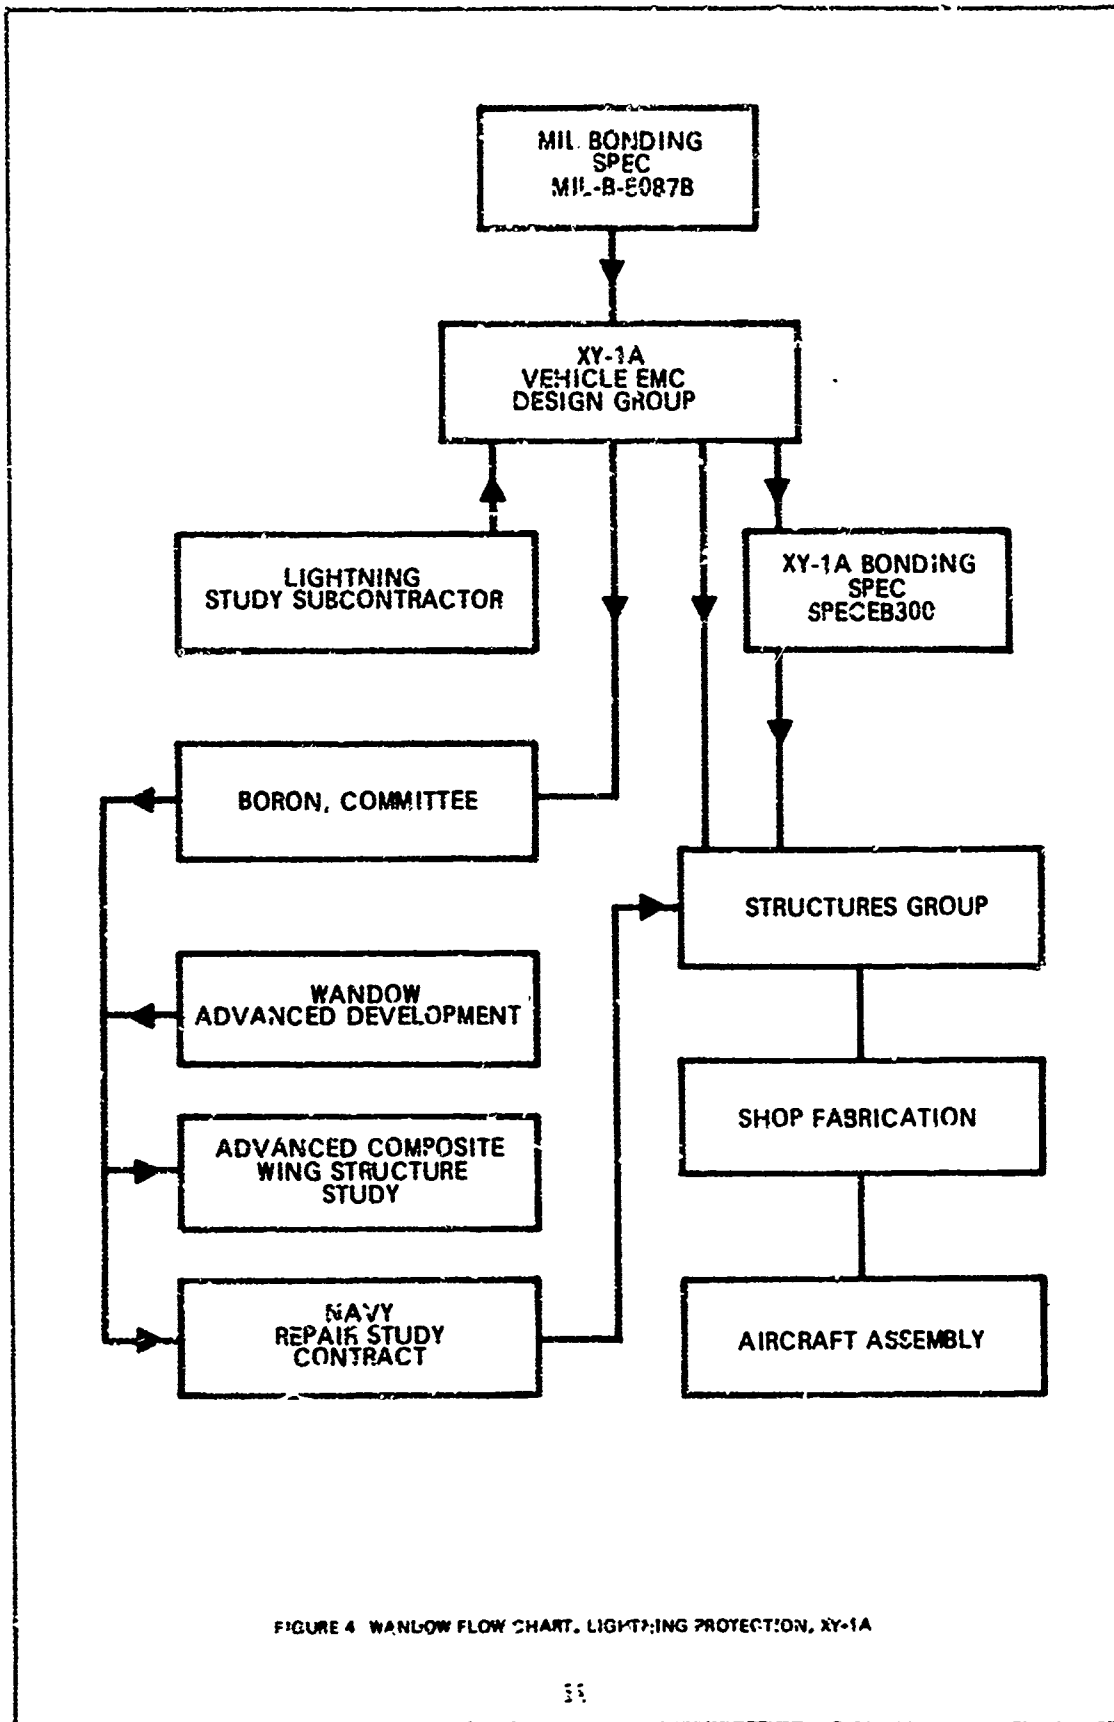 MIL BONDING
SPEC
MIL-B-5087B
XY-1A
VEHICLE EMC
DESIGN GROUP
LIGHTNING
STUDY SUBCONTRACTOR
XY-1A BONDING
SPEC
SPECEB300
BORON, COMMITTEE
STRUCTURES GROUP
WANDOW
ADVANCED DEVELOPMENT
SHOP FABRICATION
ADVANCED COMPOSITE
WING STRUCTURE
STUDY
NAVY
REPAIR STUDY
CONTRACT
AIRCRAFT ASSEMBLY
FIGURE 4 WANDOW FLOW CHART, LIGHTNING PROTECTION, XY-1A